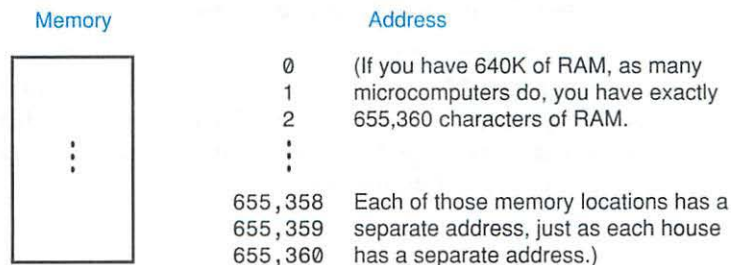 Memory Address
0 (If you have 640K of RAM, as many
1 microcomputers do, you have exactly
2 655,360 characters of RAM.
655,358 Each of those memory locations has a
655,359 separate address, just as each house
655,360 has a separate address.)